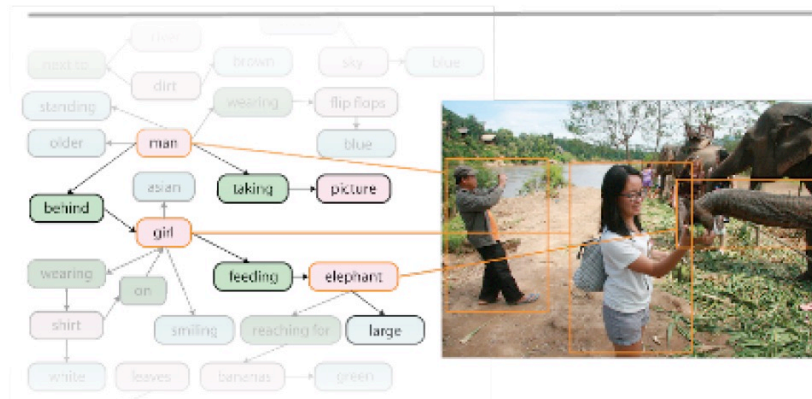 river
next to
brown
sky
blue
dirt
standing
wearing
flip flops
older
man
blue
asian
taking
picture
behind
girl
wearing
feeding
elephant
on
shirt
smiling
reaching for
large
white
leaves
bananas
green